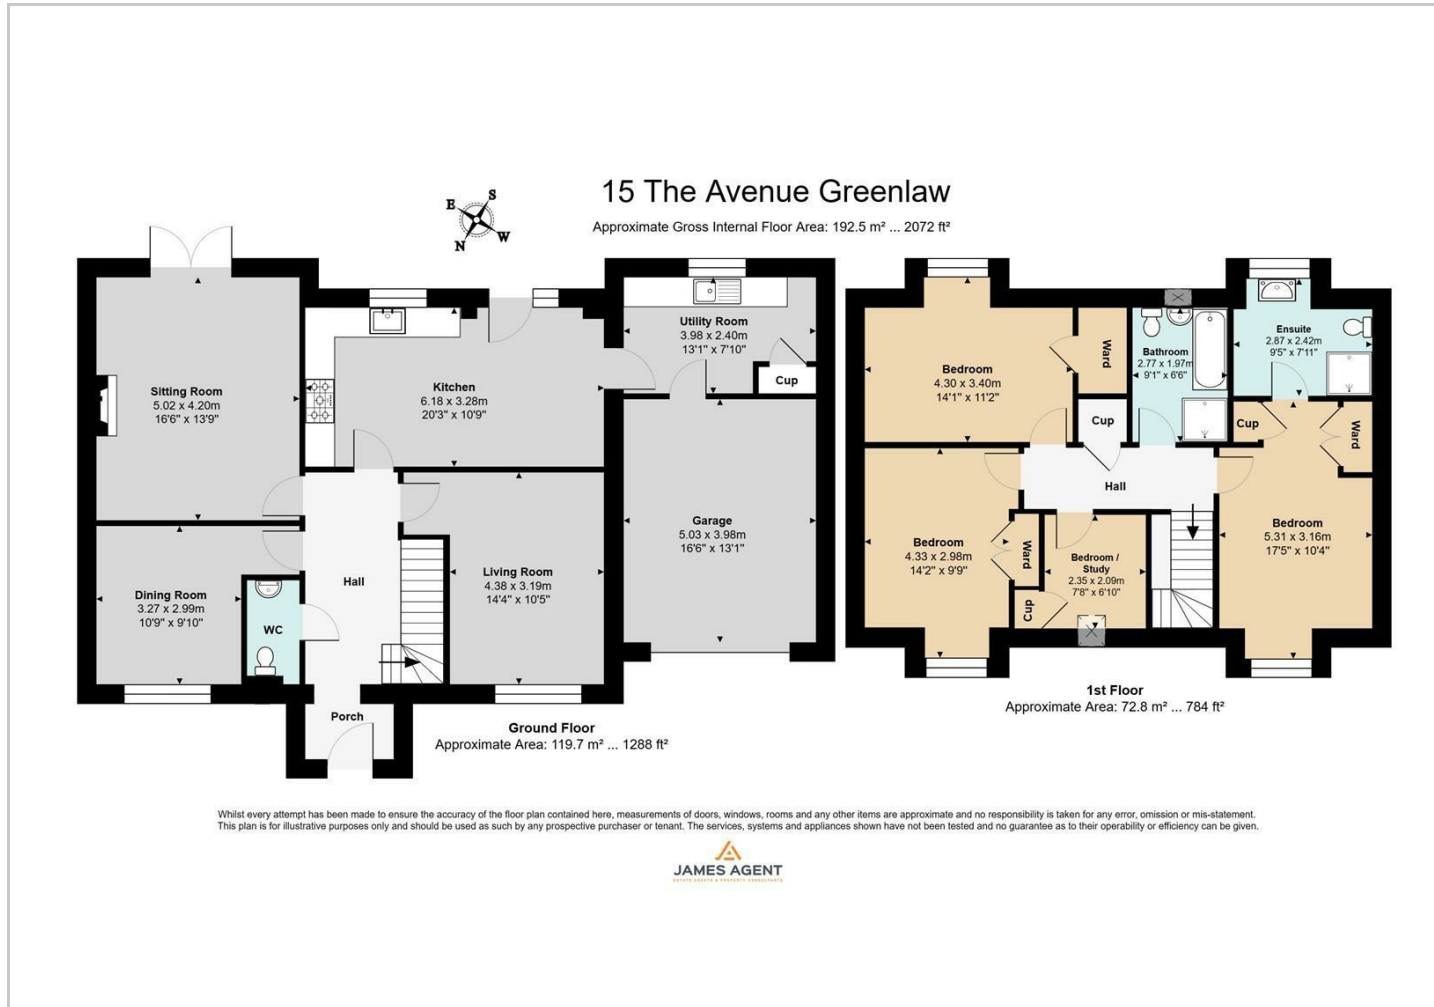 15 The Avenue Greenlaw
Approximate Gross Internal Floor Area: 192.5 m² ... 2072 ft²
E
S
N
W
Sitting Room
5.02 x 4.20m
16'6" x 13'9"
Kitchen
6.18 x 3.28m
20'3" x 10'9"
Utility Room
3.98 x 2.40m
13'1" x 7'10"
Cup
Dining Room
3.27 x 2.99m
10'9" x 9'10"
WC
Hall
Living Room
4.38 x 3.19m
14'4" x 10'5"
Garage
5.03 x 3.98m
16'6" x 13'1"
Porch
Ground Floor
Approximate Area: 119.7 m² ... 1288 ft²
Bedroom
4.30 x 3.40m
14'1" x 11'2"
Ward
Cup
Bathroom
2.77 x 1.97m
9'1" x 6'6"
Ensuite
2.87 x 2.42m
9'5" x 7'11"
Cup
Ward
Hall
Bedroom
4.33 x 2.98m
14'2" x 9'9"
Ward
Cup
Bedroom /
Study
2.35 x 2.09m
7'8" x 6'10"
Bedroom
5.31 x 3.16m
17'5" x 10'4"
1st Floor
Approximate Area: 72.8 m² ... 784 ft²
Whilst every attempt has been made to ensure the accuracy of the floor plan contained here, measurements of doors, windows, rooms and any other items are approximate and no responsibility is taken for any error, omission or mis-statement.
This plan is for illustrative purposes only and should be used as such by any prospective purchaser or tenant. The services, systems and appliances shown have not been tested and no guarantee as to their operability or efficiency can be given.
JAMES AGENT
ESTATE AGENTS & PROPERTY CONSULTANTS